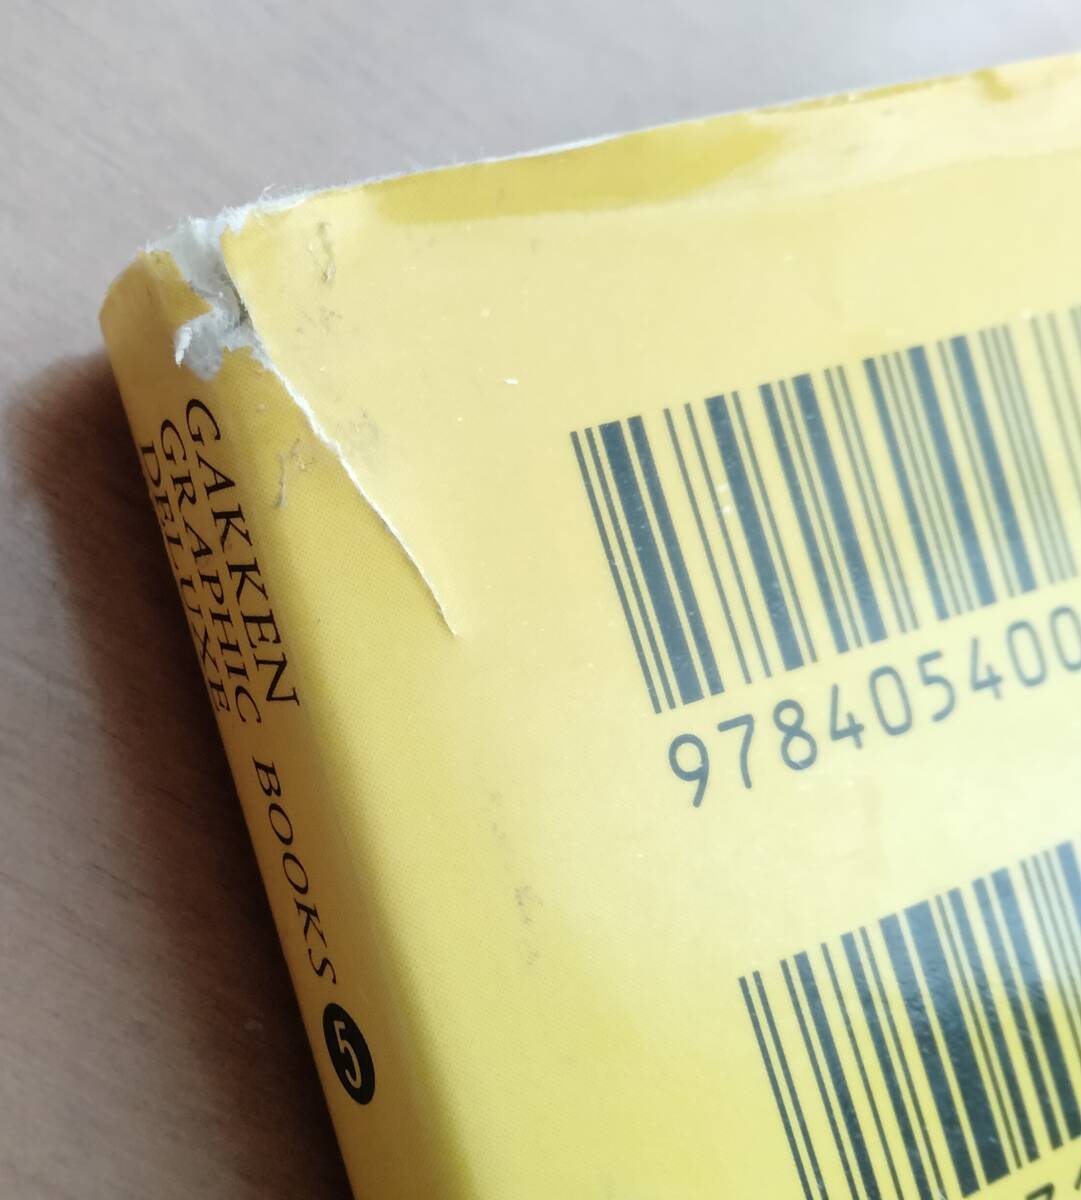 GAKKEN
GRAPHIC BOOKS
DELUXE
5
978405400